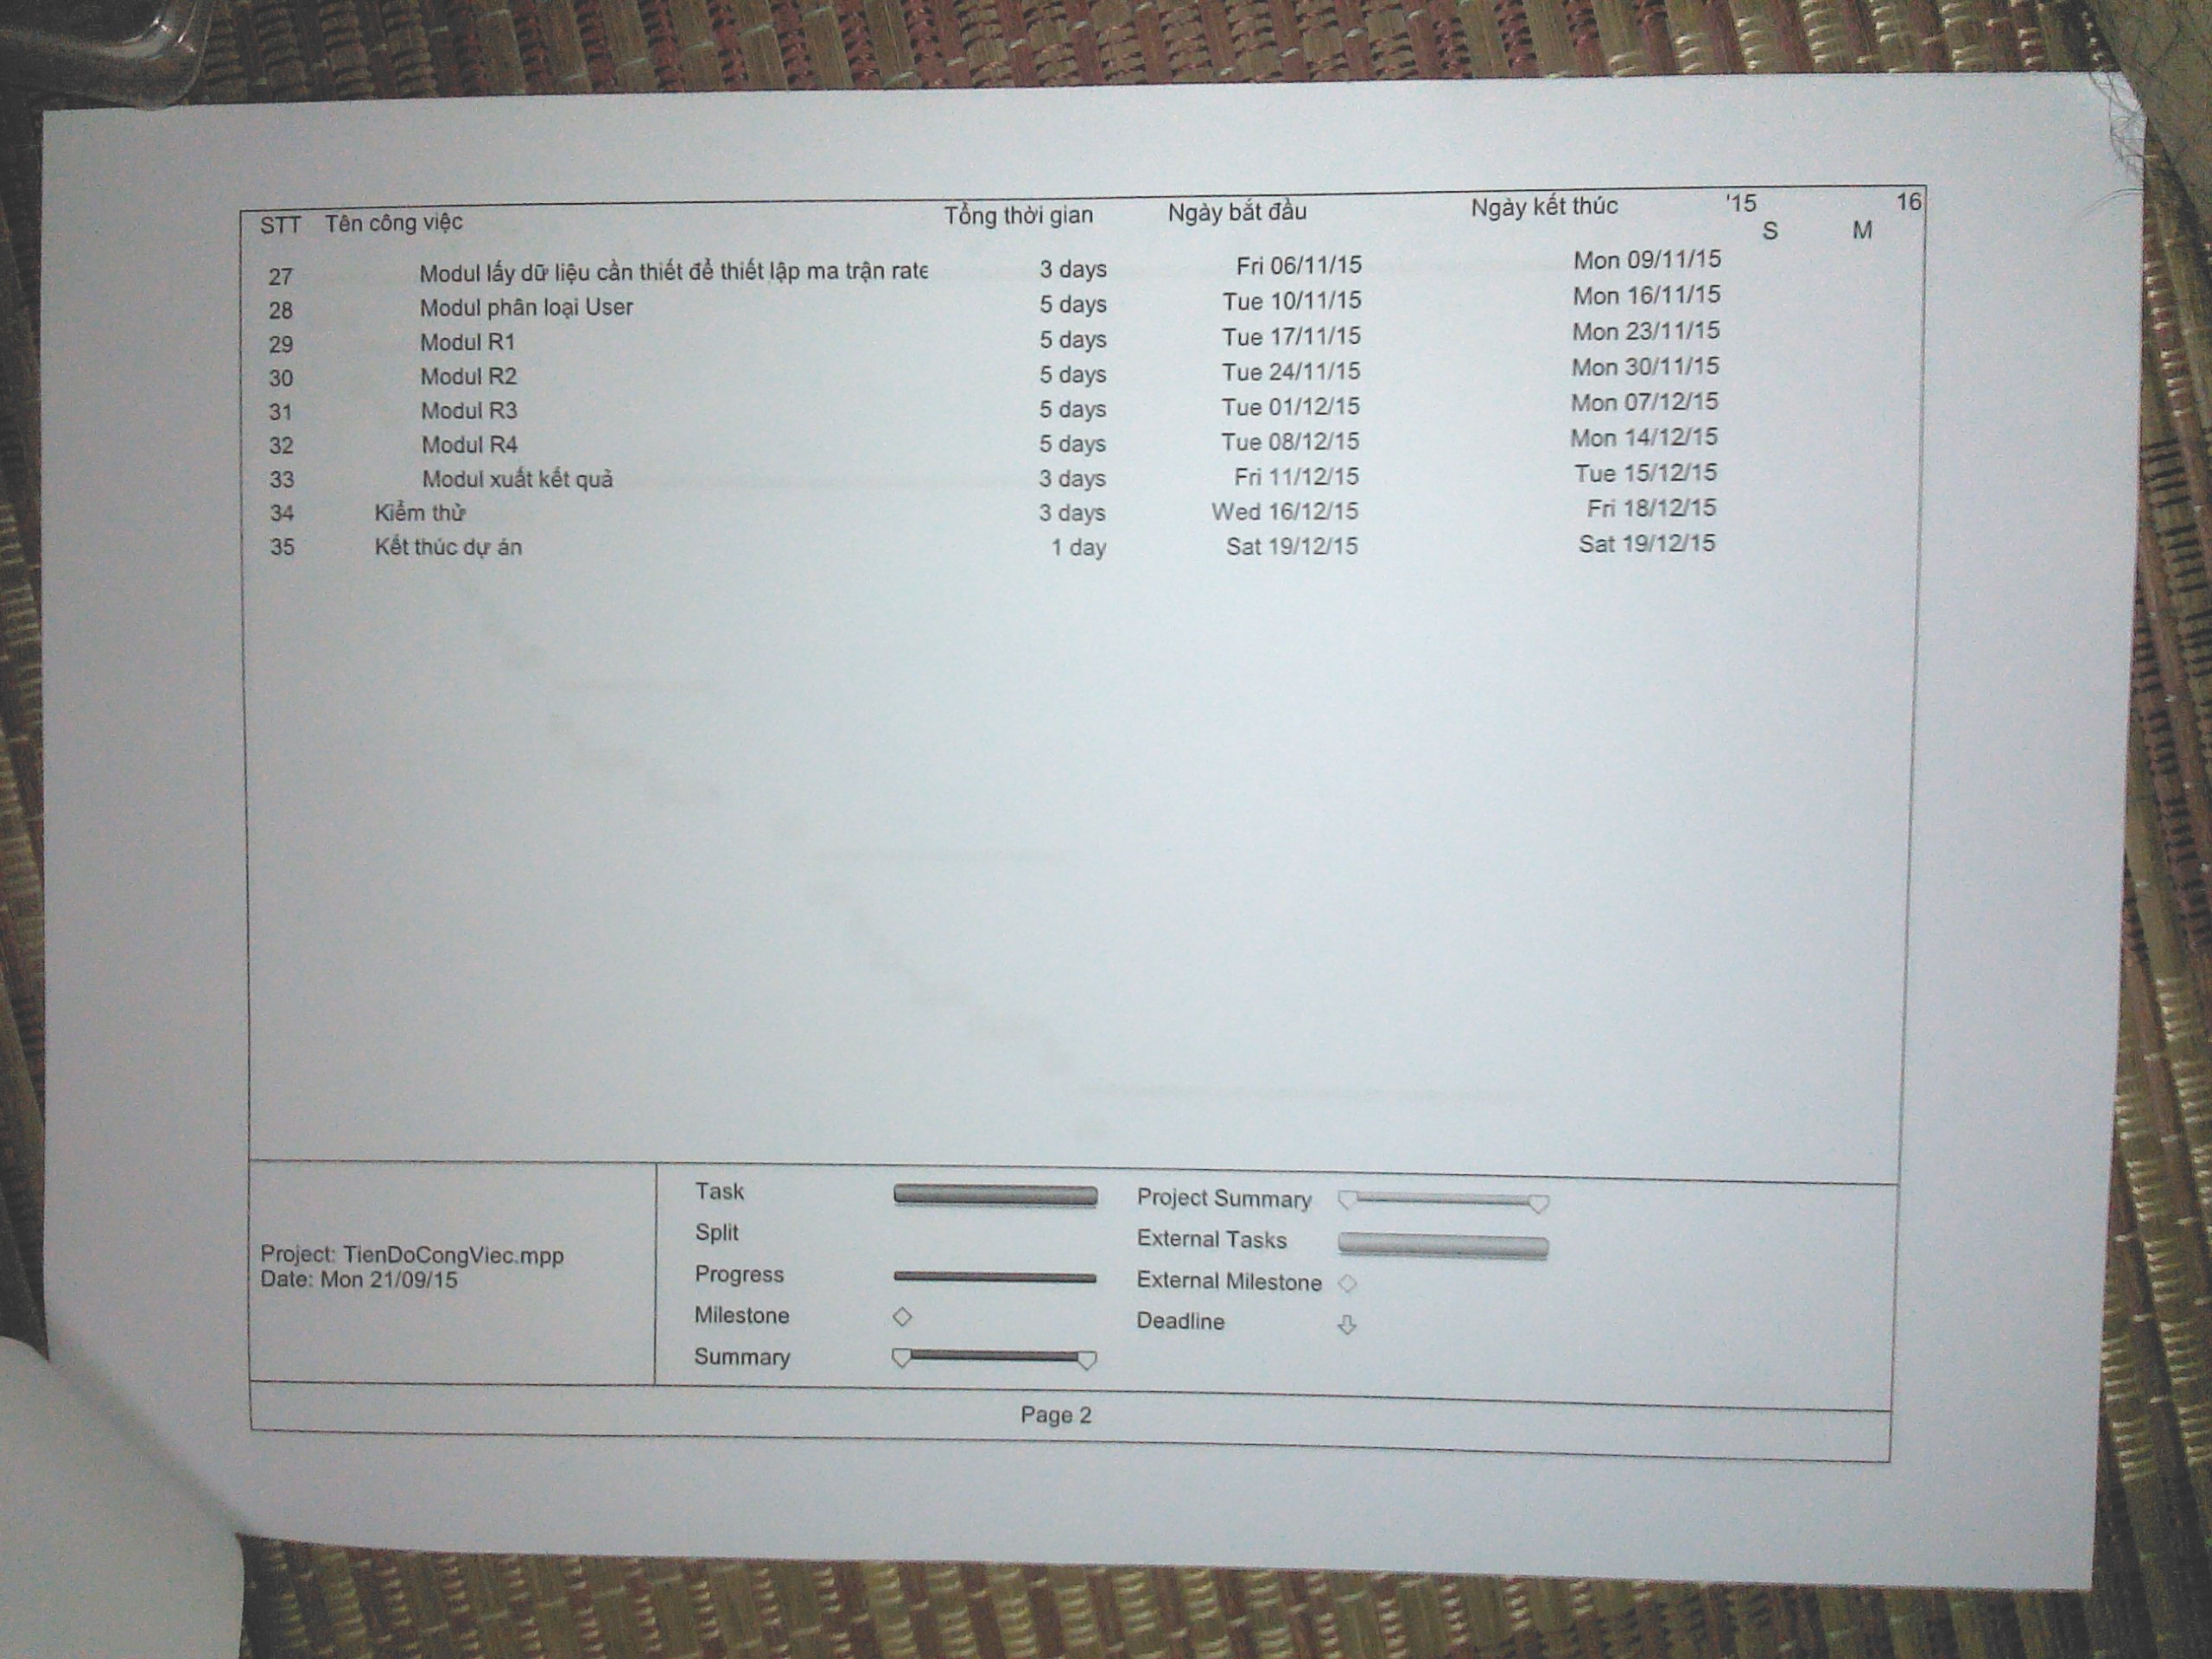 STT Tên công việc Tổng thời gian Ngày bắt đầu Ngày kết thúc '15 16
S M
27 Modul lấy dữ liệu cần thiết để thiết lập ma trận rate 3 days Fri 06/11/15 Mon 09/11/15
28 Modul phân loại User 5 days Tue 10/11/15 Mon 16/11/15
29 Modul R1 5 days Tue 17/11/15 Mon 23/11/15
30 Modul R2 5 days Tue 24/11/15 Mon 30/11/15
31 Modul R3 5 days Tue 01/12/15 Mon 07/12/15
32 Modul R4 5 days Tue 08/12/15 Mon 14/12/15
33 Modul xuất kết quả 3 days Fri 11/12/15 Tue 15/12/15
34 Kiểm thử 3 days Wed 16/12/15 Fri 18/12/15
35 Kết thúc dự án 1 day Sat 19/12/15 Sat 19/12/15
Project: TienDoCongViec.mpp
Date: Mon 21/09/15
Task
Split
Progress
Milestone
Summary
Project Summary
External Tasks
External Milestone
Deadline
Page 2